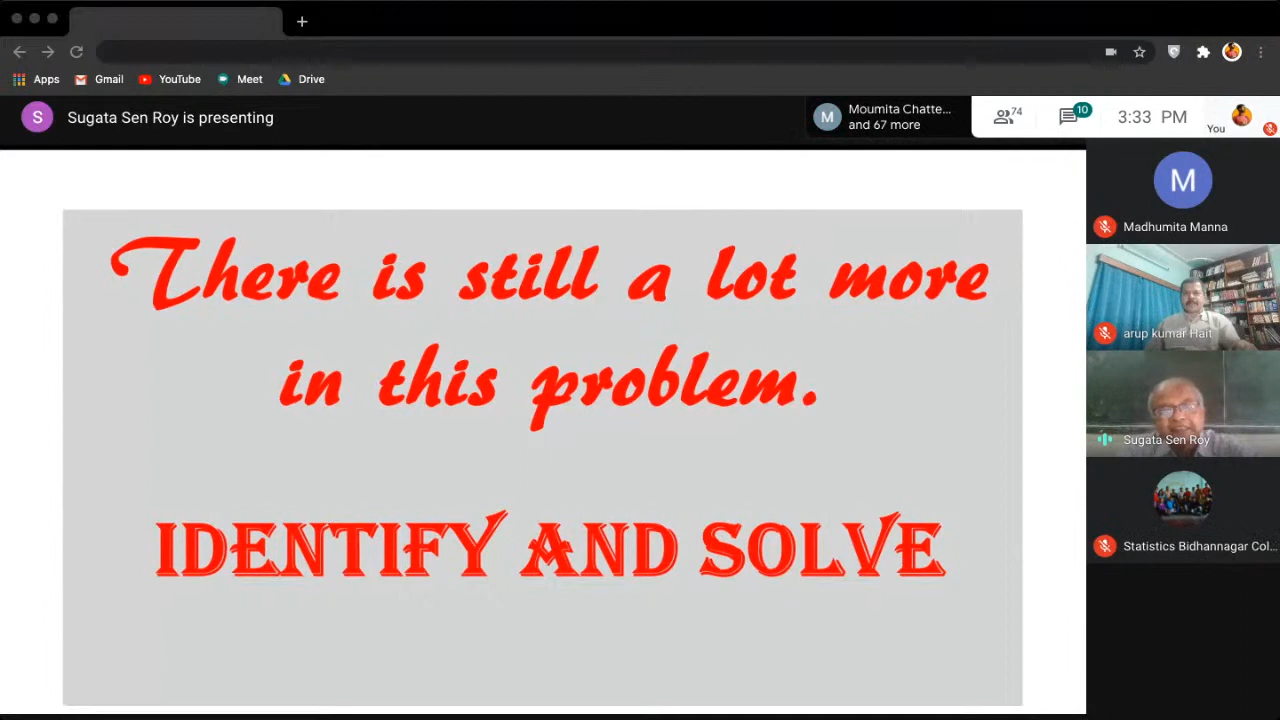 Apps Gmail YouTube Meet Drive
S Sugata Sen Roy is presenting
M Moumita Chatte...
and 67 more
74
10
3:33 PM
You
M
Madhumita Manna
arup kumar Hait
Sugata Sen Roy
Statistics Bidhannagar Col...
There is still a lot more
in this problem.
IDENTIFY AND SOLVE